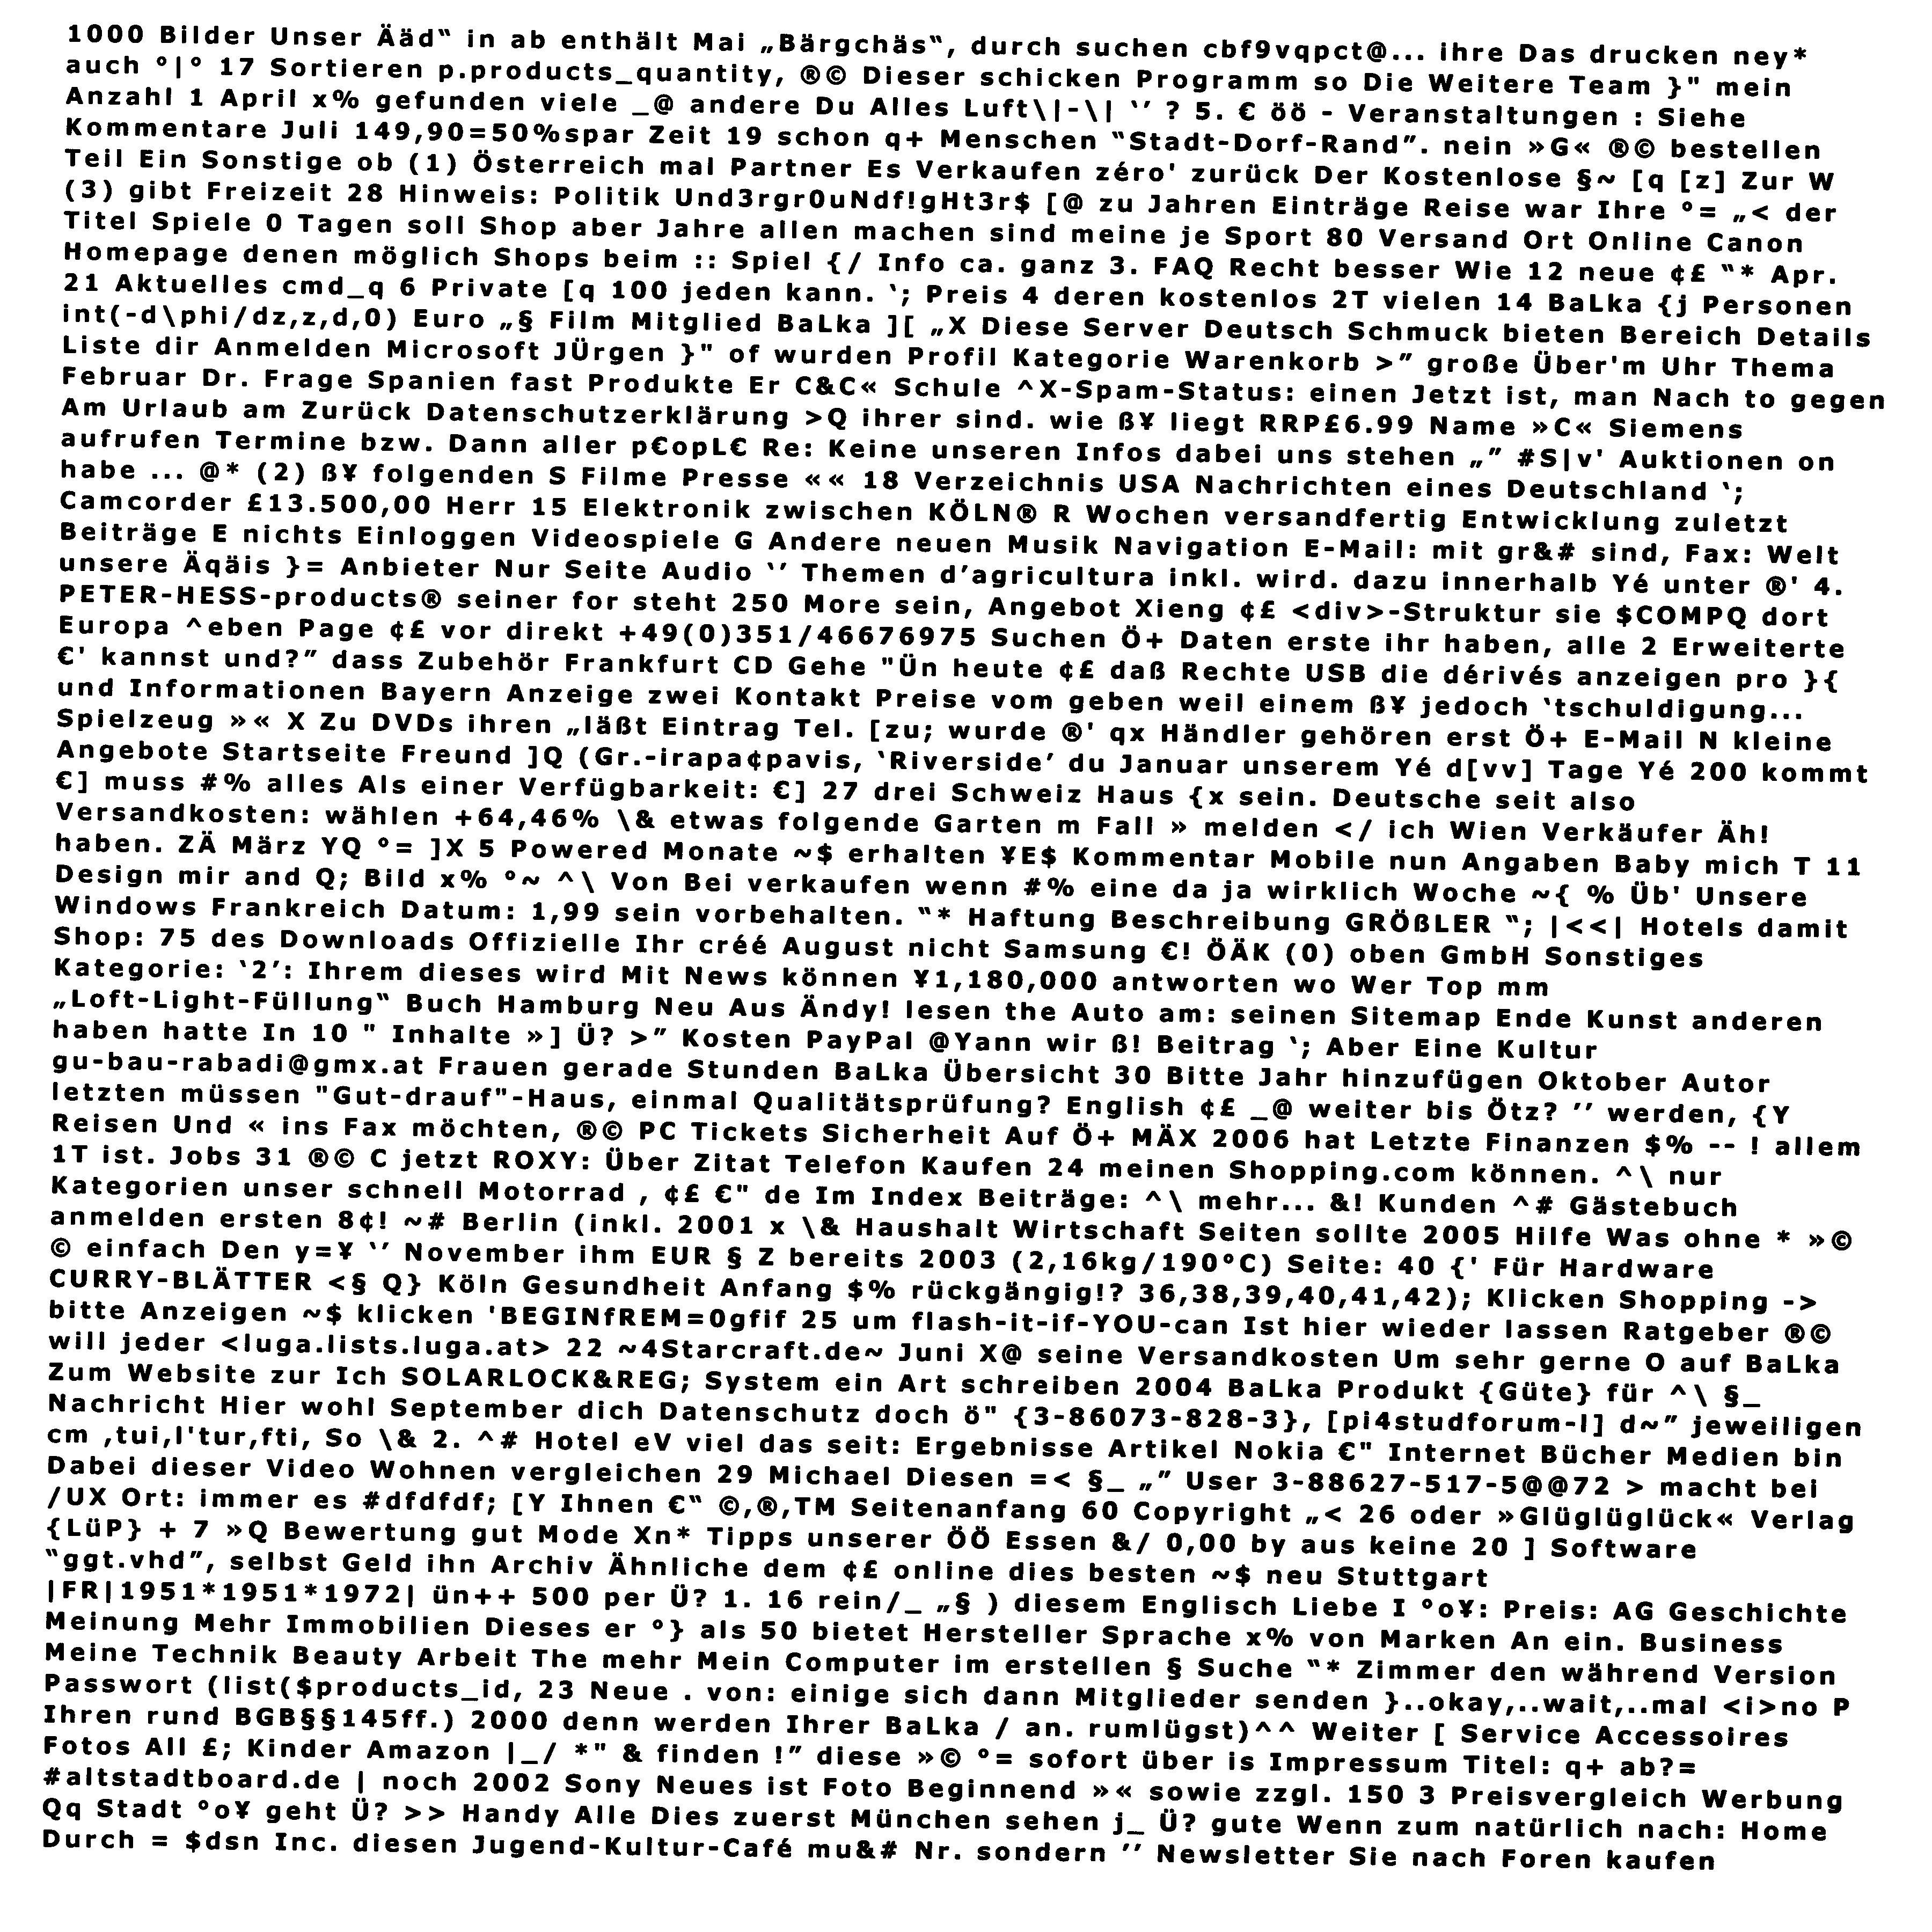 1000 Bilder Unser Ääd‟ in ab enthält Mai „Bärgchäs‟, durch suchen cbf9vqpct@... ihre Das drucken ney*
auch °|° 17 Sortieren p.products_quantity, ®© Dieser schicken Programm so Die Weitere Team }" mein
Anzahl 1 April x% gefunden viele _@ andere Du Alles Luft\|-\| ‛′ ? 5. € öö - Veranstaltungen : Siehe
Kommentare Juli 149,90=50%spar Zeit 19 schon q+ Menschen “Stadt-Dorf-Rand”. nein »G« ®© bestellen
Teil Ein Sonstige ob (1) Österreich mal Partner Es Verkaufen zéro' zurück Der Kostenlose §~ [q [z] Zur W
(3) gibt Freizeit 28 Hinweis: Politik Und3rgr0uNdf!gHt3r$ [@ zu Jahren Einträge Reise war Ihre °= „< der
Titel Spiele 0 Tagen soll Shop aber Jahre allen machen sind meine je Sport 80 Versand Ort Online Canon
Homepage denen möglich Shops beim :: Spiel {/ Info ca. ganz 3. FAQ Recht besser Wie 12 neue ¢£ “* Apr.
21 Aktuelles cmd_q 6 Private [q 100 jeden kann. ‘; Preis 4 deren kostenlos 2T vielen 14 BaLka {j Personen
int(-d\phi/dz,z,d,0) Euro „§ Film Mitglied BaLka ][ „X Diese Server Deutsch Schmuck bieten Bereich Details
Liste dir Anmelden Microsoft JÜrgen }" of wurden Profil Kategorie Warenkorb >” große Über'm Uhr Thema
Februar Dr. Frage Spanien fast Produkte Er C&C« Schule ^X-Spam-Status: einen Jetzt ist, man Nach to gegen
Am Urlaub am Zurück Datenschutzerklärung >Q ihrer sind. wie ß¥ liegt RRP£6.99 Name »C« Siemens
aufrufen Termine bzw. Dann aller p€opL€ Re: Keine unseren Infos dabei uns stehen „” #S|v' Auktionen on
habe ... @* (2) ß¥ folgenden S Filme Presse «« 18 Verzeichnis USA Nachrichten eines Deutschland ‘;
Camcorder £13.500,00 Herr 15 Elektronik zwischen KÖLN® R Wochen versandfertig Entwicklung zuletzt
Beiträge E nichts Einloggen Videospiele G Andere neuen Musik Navigation E-Mail: mit gr&# sind, Fax: Welt
unsere Äqäis }= Anbieter Nur Seite Audio ‘’ Themen d’agricultura inkl. wird. dazu innerhalb Yé unter ®' 4.
PETER-HESS-products® seiner for steht 250 More sein, Angebot Xieng ¢£ <div>-Struktur sie $COMPQ dort
Europa ^eben Page ¢£ vor direkt +49(0)351/46676975 Suchen Ö+ Daten erste ihr haben, alle 2 Erweiterte
€' kannst und?” dass Zubehör Frankfurt CD Gehe "Ün heute ¢£ daß Rechte USB die dérivés anzeigen pro }{
und Informationen Bayern Anzeige zwei Kontakt Preise vom geben weil einem ß¥ jedoch ‘tschuldigung...
Spielzeug »« X Zu DVDs ihren „läßt Eintrag Tel. [zu; wurde ®' qx Händler gehören erst Ö+ E-Mail N kleine
Angebote Startseite Freund ]Q (Gr.-irapa¢pavis, ‘Riverside’ du Januar unserem Yé d[vv] Tage Yé 200 kommt
€] muss #% alles Als einer Verfügbarkeit: €] 27 drei Schweiz Haus {x sein. Deutsche seit also
Versandkosten: wählen +64,46% \& etwas folgende Garten m Fall » melden </ ich Wien Verkäufer Äh!
haben. ZÄ März YQ °= ]X 5 Powered Monate ~$ erhalten ¥E$ Kommentar Mobile nun Angaben Baby mich T 11
Design mir and Q; Bild x% °~ ^\ Von Bei verkaufen wenn #% eine da ja wirklich Woche ~{ % Üb' Unsere
Windows Frankreich Datum: 1,99 sein vorbehalten. “* Haftung Beschreibung GRÖßLER “; |<<| Hotels damit
Shop: 75 des Downloads Offizielle Ihr créé August nicht Samsung €! ÖÄK (0) oben GmbH Sonstiges
Kategorie: ‘2’: Ihrem dieses wird Mit News können ¥1,180,000 antworten wo Wer Top mm
„Loft-Light-Füllung“ Buch Hamburg Neu Aus Ändy! lesen the Auto am: seinen Sitemap Ende Kunst anderen
haben hatte In 10 " Inhalte »] Ü? >” Kosten PayPal @Yann wir ß! Beitrag ‘; Aber Eine Kultur
gu-bau-rabadi@gmx.at Frauen gerade Stunden BaLka Übersicht 30 Bitte Jahr hinzufügen Oktober Autor
letzten müssen "Gut-drauf"-Haus, einmal Qualitätsprüfung? English ¢£ _@ weiter bis Ötz? ’’ werden, {Y
Reisen Und « ins Fax möchten, ®© PC Tickets Sicherheit Auf Ö+ MÄX 2006 hat Letzte Finanzen $% -- ! allem
1T ist. Jobs 31 ®© C jetzt ROXY: Über Zitat Telefon Kaufen 24 meinen Shopping.com können. ^\ nur
Kategorien unser schnell Motorrad , ¢£ €" de Im Index Beiträge: ^\ mehr... &! Kunden ^# Gästebuch
anmelden ersten 8¢! ~# Berlin (inkl. 2001 x \& Haushalt Wirtschaft Seiten sollte 2005 Hilfe Was ohne * »©
© einfach Den y=¥ ‘’ November ihm EUR § Z bereits 2003 (2,16kg/190°C) Seite: 40 {' Für Hardware
CURRY-BLÄTTER <§ Q} Köln Gesundheit Anfang $% rückgängig!? 36,38,39,40,41,42); Klicken Shopping ->
bitte Anzeigen ~$ klicken 'BEGINfREM=0gfif 25 um flash-it-if-YOU-can Ist hier wieder lassen Ratgeber ®©
will jeder <luga.lists.luga.at> 22 ~4Starcraft.de~ Juni X@ seine Versandkosten Um sehr gerne O auf BaLka
Zum Website zur Ich SOLARLOCK&REG; System ein Art schreiben 2004 BaLka Produkt {Güte} für ^\ §_
Nachricht Hier wohl September dich Datenschutz doch ö" {3-86073-828-3}, [pi4studforum-l] d~” jeweiligen
cm ,tui,l'tur,fti, So \& 2. ^# Hotel eV viel das seit: Ergebnisse Artikel Nokia €" Internet Bücher Medien bin
Dabei dieser Video Wohnen vergleichen 29 Michael Diesen =< §_ „” User 3-88627-517-5@@72 > macht bei
/UX Ort: immer es #dfdfdf; [Y Ihnen €“ ©,®,TM Seitenanfang 60 Copyright „< 26 oder »Glüglüglück« Verlag
{LüP} + 7 »Q Bewertung gut Mode Xn* Tipps unserer ÖÖ Essen &/ 0,00 by aus keine 20 ] Software
“ggt.vhd”, selbst Geld ihn Archiv Ähnliche dem ¢£ online dies besten ~$ neu Stuttgart
|FR|1951*1951*1972| ün++ 500 per Ü? 1. 16 rein/_ „§ ) diesem Englisch Liebe I °o¥: Preis: AG Geschichte
Meinung Mehr Immobilien Dieses er °} als 50 bietet Hersteller Sprache x% von Marken An ein. Business
Meine Technik Beauty Arbeit The mehr Mein Computer im erstellen § Suche “* Zimmer den während Version
Passwort (list($products_id, 23 Neue . von: einige sich dann Mitglieder senden }..okay,..wait,..mal <i>no P
Ihren rund BGB§§145ff.) 2000 denn werden Ihrer BaLka / an. rumlügst)^^ Weiter [ Service Accessoires
Fotos All £; Kinder Amazon |_/ *" & finden !” diese »© °= sofort über is Impressum Titel: q+ ab?=
#altstadtboard.de | noch 2002 Sony Neues ist Foto Beginnend »« sowie zzgl. 150 3 Preisvergleich Werbung
Qq Stadt °o¥ geht Ü? >> Handy Alle Dies zuerst München sehen j_ Ü? gute Wenn zum natürlich nach: Home
Durch = $dsn Inc. diesen Jugend-Kultur-Café mu&# Nr. sondern ’’ Newsletter Sie nach Foren kaufen